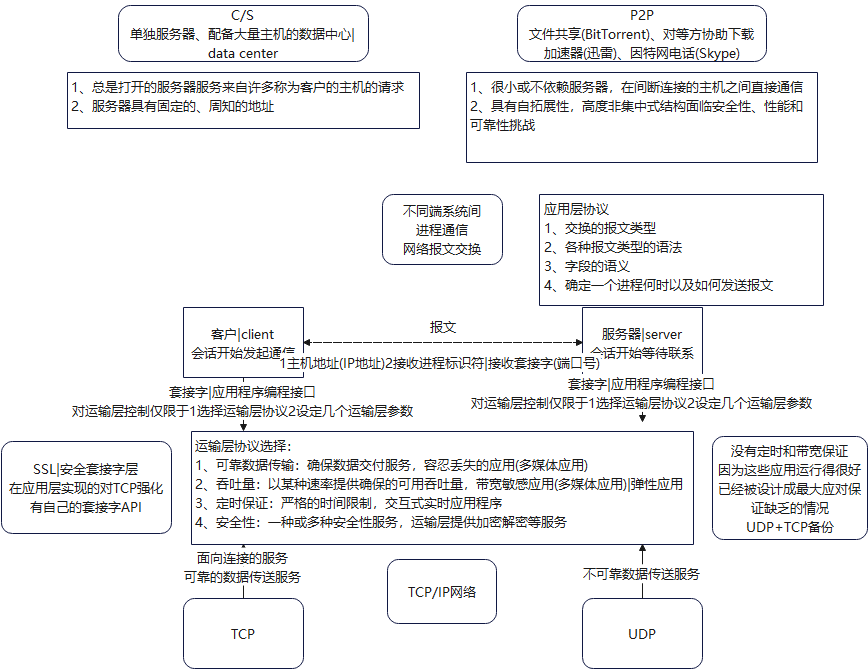 C/S
单独服务器、配备大量主机的数据中心|
data center
P2P
文件共享(BitTorrent)、对等方协助下载
加速器(迅雷)、因特网电话(Skype)
1、总是打开的服务器服务来自许多称为客户的主机的请求
2、服务器具有固定的、周知的地址
1、很小或不依赖服务器，在间断连接的主机之间直接通信
2、具有自拓展性，高度非集中式结构面临安全性、性能和
可靠性挑战
不同端系统间
进程通信
网络报文交换
应用层协议
1、交换的报文类型
2、各种报文类型的语法
3、字段的语义
4、确定一个进程何时以及如何发送报文
客户|client
会话开始发起通信
报文
服务器|server
会话开始等待联系
1主机地址(IP地址)2接收进程标识符|接收套接字(端口号)
套接字|应用程序编程接口
对运输层控制仅限于1选择运输层协议2设定几个运输层参数
套接字|应用程序编程接口
对运输层控制仅限于1选择运输层协议2设定几个运输层参数
SSL|安全套接字层
在应用层实现的对TCP强化
有自己的套接字API
运输层协议选择：
1、可靠数据传输：确保数据交付服务，容忍丢失的应用(多媒体应用)
2、吞吐量：以某种速率提供确保的可用吞吐量，带宽敏感应用(多媒体应用)|弹性应用
3、定时保证：严格的时间限制，交互式实时应用程序
4、安全性：一种或多种安全性服务，运输层提供加密解密等服务
没有定时和带宽保证
因为这些应用运行得很好
已经被设计成最大应对保
证缺乏的情况
UDP+TCP备份
面向连接的服务
可靠的数据传送服务
TCP/IP网络
不可靠数据传送服务
TCP
UDP